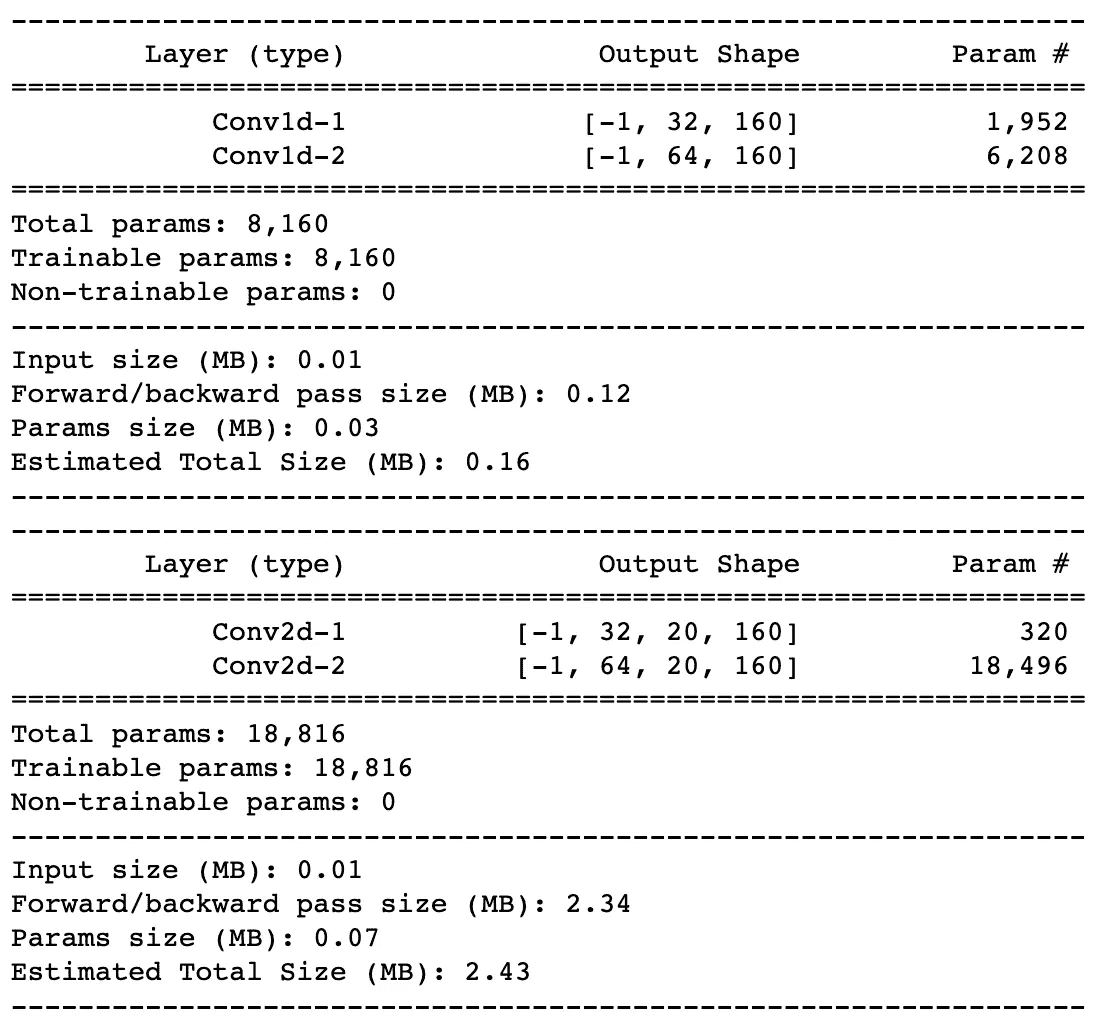 ----------------------------------------------------------------
        Layer (type)               Output Shape         Param #
================================================================
            Conv1d-1              [-1, 32, 160]           1,952
            Conv1d-2              [-1, 64, 160]           6,208
================================================================
Total params: 8,160
Trainable params: 8,160
Non-trainable params: 0
----------------------------------------------------------------
Input size (MB): 0.01
Forward/backward pass size (MB): 0.12
Params size (MB): 0.03
Estimated Total Size (MB): 0.16
----------------------------------------------------------------
----------------------------------------------------------------
        Layer (type)               Output Shape         Param #
================================================================
            Conv2d-1          [-1, 32, 20, 160]             320
            Conv2d-2          [-1, 64, 20, 160]          18,496
================================================================
Total params: 18,816
Trainable params: 18,816
Non-trainable params: 0
----------------------------------------------------------------
Input size (MB): 0.01
Forward/backward pass size (MB): 2.34
Params size (MB): 0.07
Estimated Total Size (MB): 2.43
----------------------------------------------------------------